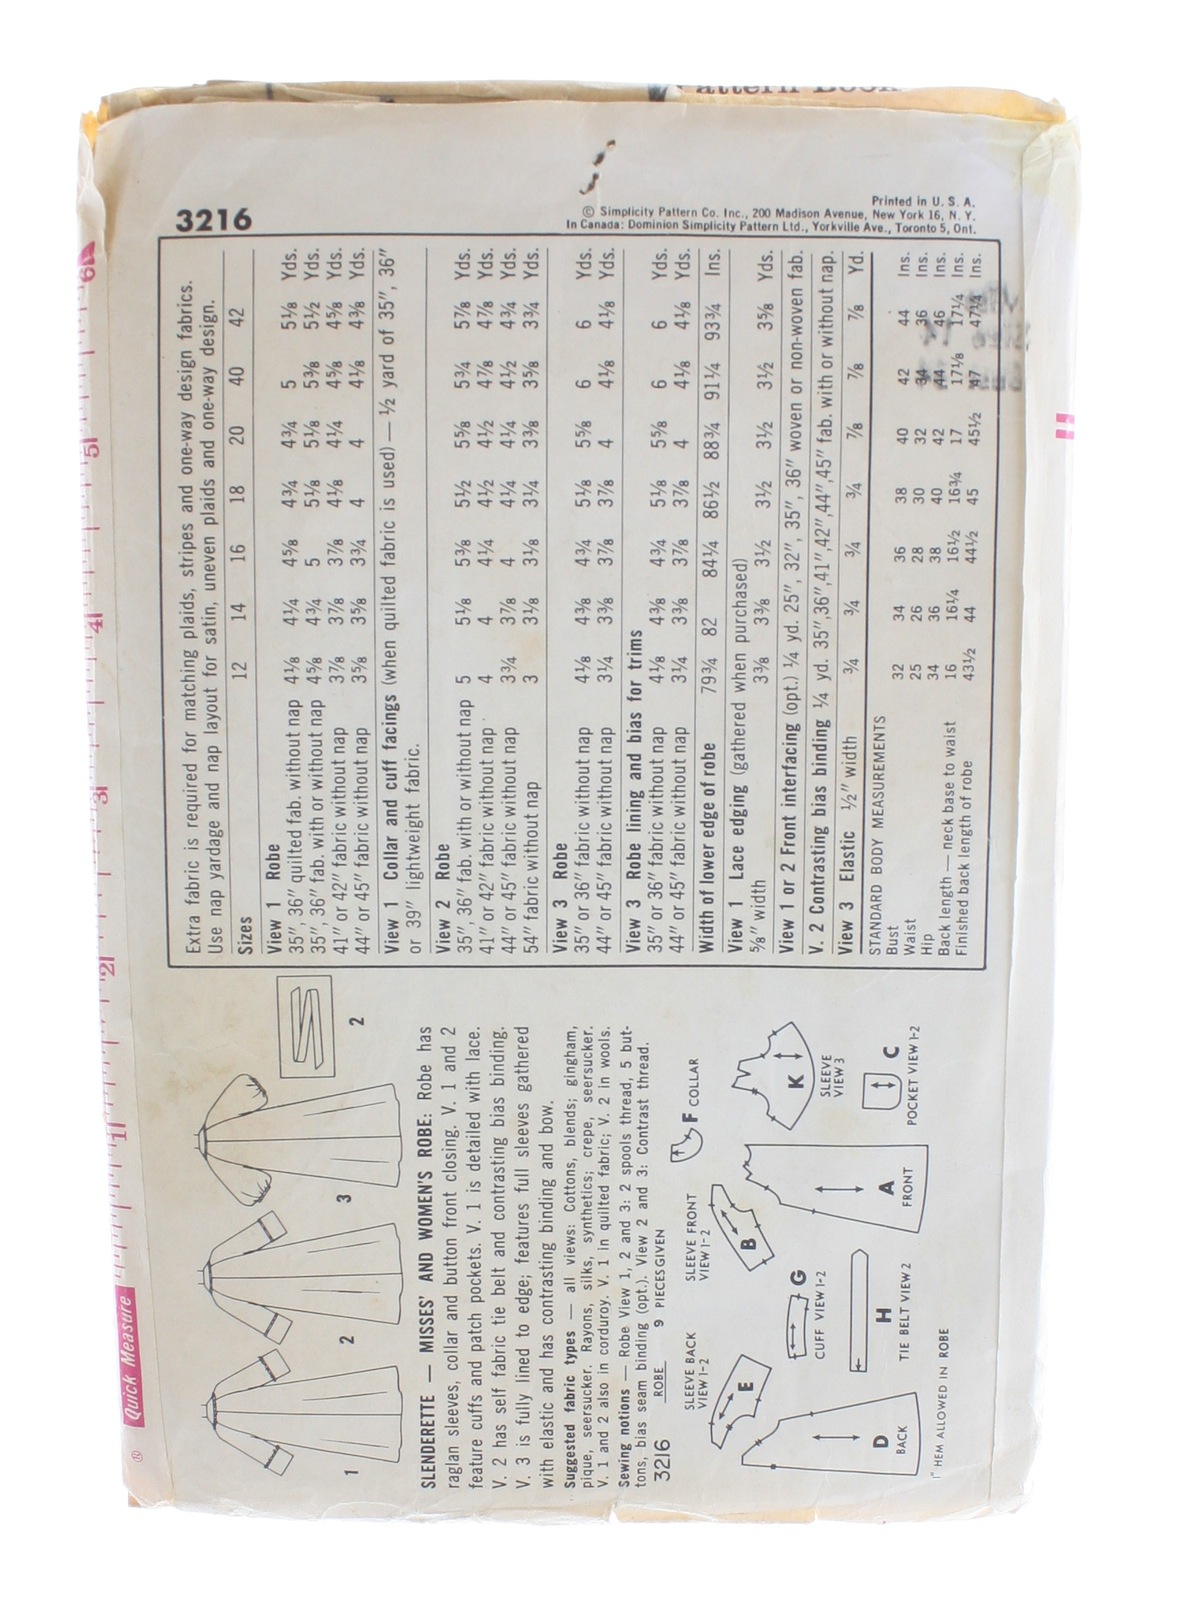 attern Book
3216
Printed in U. S. A.
© Simplicity Pattern Co. Inc., 200 Madison Avenue, New York 16, N. Y.
In Canada: Dominion Simplicity Pattern Ltd., Yorkville Ave., Toronto 5, Ont.
® Quick Measure 1 2 3 4 5 6
Extra fabric is required for matching plaids, stripes and one-way design fabrics.
Use nap yardage and nap layout for satin, uneven plaids and one-way design.
Sizes 12 14 16 18 20 40 42
View 1 Robe
35", 36" quilted fab. without nap 4⅛ 4¼ 4⅝ 4¾ 4¾ 5 5⅛ Yds.
35", 36" fab. with or without nap 4⅝ 4¾ 5 5⅛ 5⅛ 5⅜ 5½ Yds.
41" or 42" fabric without nap 3⅞ 3⅞ 3⅞ 4⅛ 4¼ 4⅝ 4⅝ Yds.
44" or 45" fabric without nap 3⅝ 3⅝ 3¾ 4 4 4⅛ 4⅜ Yds.
View 1 Collar and cuff facings (when quilted fabric is used) — ½ yard of 35", 36"
or 39" lightweight fabric.
View 2 Robe
35", 36" fab. with or without nap 5 5⅛ 5⅜ 5½ 5⅝ 5¾ 5⅞ Yds.
41" or 42" fabric without nap 4 4 4¼ 4½ 4½ 4⅞ 4⅞ Yds.
44" or 45" fabric without nap 3¾ 3⅞ 4 4¼ 4¼ 4½ 4¾ Yds.
54" fabric without nap 3 3⅛ 3⅛ 3¼ 3⅜ 3⅝ 3¾ Yds.
View 3 Robe
35" or 36" fabric without nap 4⅛ 4⅜ 4¾ 5⅛ 5⅝ 6 6 Yds.
44" or 45" fabric without nap 3¼ 3⅜ 3⅞ 3⅞ 4 4⅛ 4⅛ Yds.
View 3 Robe lining and bias for trims
35" or 36" fabric without nap 4⅛ 4⅜ 4¾ 5⅛ 5⅝ 6 6 Yds.
44" or 45" fabric without nap 3¼ 3⅜ 3⅞ 3⅞ 4 4⅛ 4⅛ Yds.
Width of lower edge of robe 79¾ 82 84¼ 86½ 88¾ 91¼ 93¾ Ins.
View 1 Lace edging (gathered when purchased)
⅝" width 3⅜ 3⅜ 3½ 3½ 3½ 3½ 3⅝ Yds.
View 1 or 2 Front interfacing (opt.) ¼ yd. 25", 32", 35", 36" woven or non-woven fab.
V. 2 Contrasting bias binding ¼ yd. 35",36",41",42",44",45" fab. with or without nap.
View 3 Elastic ½" width ¾ ¾ ¾ ¾ ⅞ ⅞ ⅞ Yd.
STANDARD BODY MEASUREMENTS
Bust 32 34 36 38 40 42 44 Ins.
Waist 25 26 28 30 32 34 36 Ins.
Hip 34 36 38 40 42 44 46 Ins.
Back length — neck base to waist 16 16¼ 16½ 16¾ 17 17⅛ 17¼ Ins.
Finished back length of robe 43½ 44 44½ 45 45½ 47 47¼ Ins.
1
2
3
2
SLENDERETTE — MISSES' AND WOMEN'S ROBE: Robe has
raglan sleeves, collar and button front closing. V. 1 and 2
feature cuffs and patch pockets. V. 1 is detailed with lace.
V. 2 has self fabric tie belt and contrasting bias binding.
V. 3 is fully lined to edge; features full sleeves gathered
with elastic and has contrasting binding and bow.
Suggested fabric types — all views: Cottons, blends; gingham,
pique, seersucker. Rayons, silks, synthetics; crepe, seersucker.
V. 1 and 2 also in corduroy. V. 1 in quilted fabric; V. 2 in wools.
Sewing notions — Robe View 1, 2 and 3: 2 spools thread, 5 but-
tons, bias seam binding (opt.). View 2 and 3: Contrast thread.
3216 ROBE 9 PIECES GIVEN
SLEEVE BACK
VIEW 1-2
E
SLEEVE FRONT
VIEW 1-2
B
F COLLAR
K
SLEEVE
VIEW 3
G
CUFF VIEW 1-2
H
TIE BELT VIEW 2
D
BACK
A
FRONT
C
POCKET VIEW 1-2
1" HEM ALLOWED IN ROBE